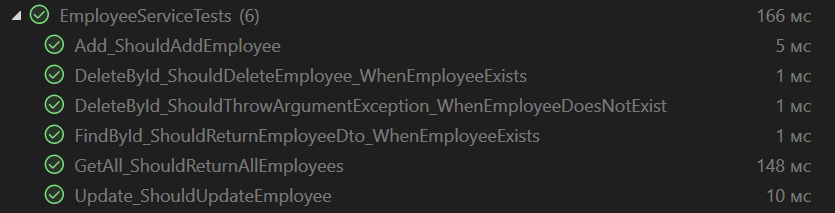 EmployeeServiceTests (6) 166 мс
Add_ShouldAddEmployee 5 мс
DeleteById_ShouldDeleteEmployee_WhenEmployeeExists 1 мс
DeleteById_ShouldThrowArgumentException_WhenEmployeeDoesNotExist 1 мс
FindById_ShouldReturnEmployeeDto_WhenEmployeeExists 1 мс
GetAll_ShouldReturnAllEmployees 148 мс
Update_ShouldUpdateEmployee 10 мс